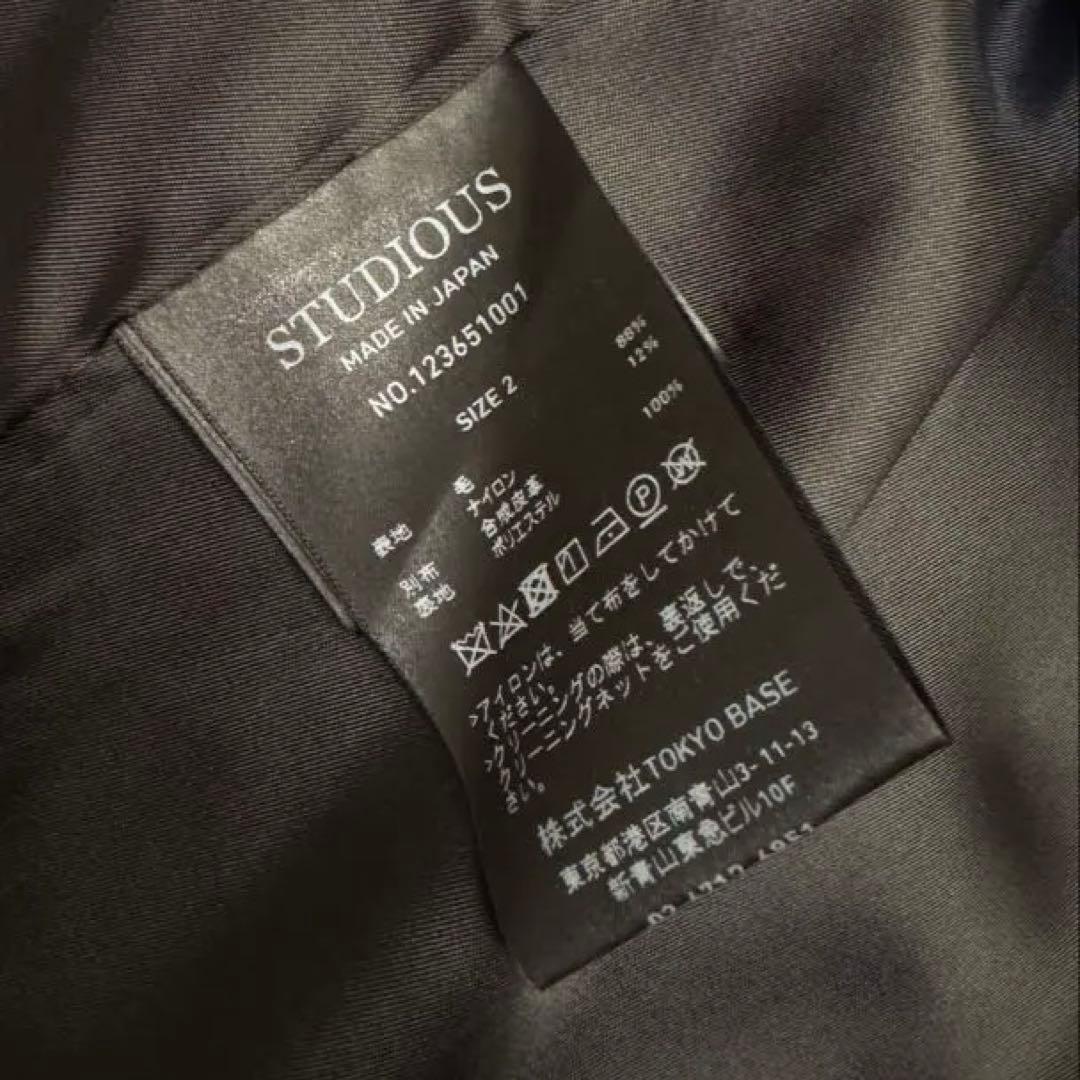 STUDIOUS
MADE IN JAPAN
NO.123651001
SIZE 2
表地 毛 88%
ナイロン 12%
別布 合成皮革
裏地 ポリエステル 100%
P W
>アイロンは、当て布をしてかけて
ください。
>クリーニングの際は、裏返しで、
クリーニングネットをご使用くだ
さい。
株式会社TOKYO BASE
東京都港区南青山3-11-13
新青山東急ビル10F